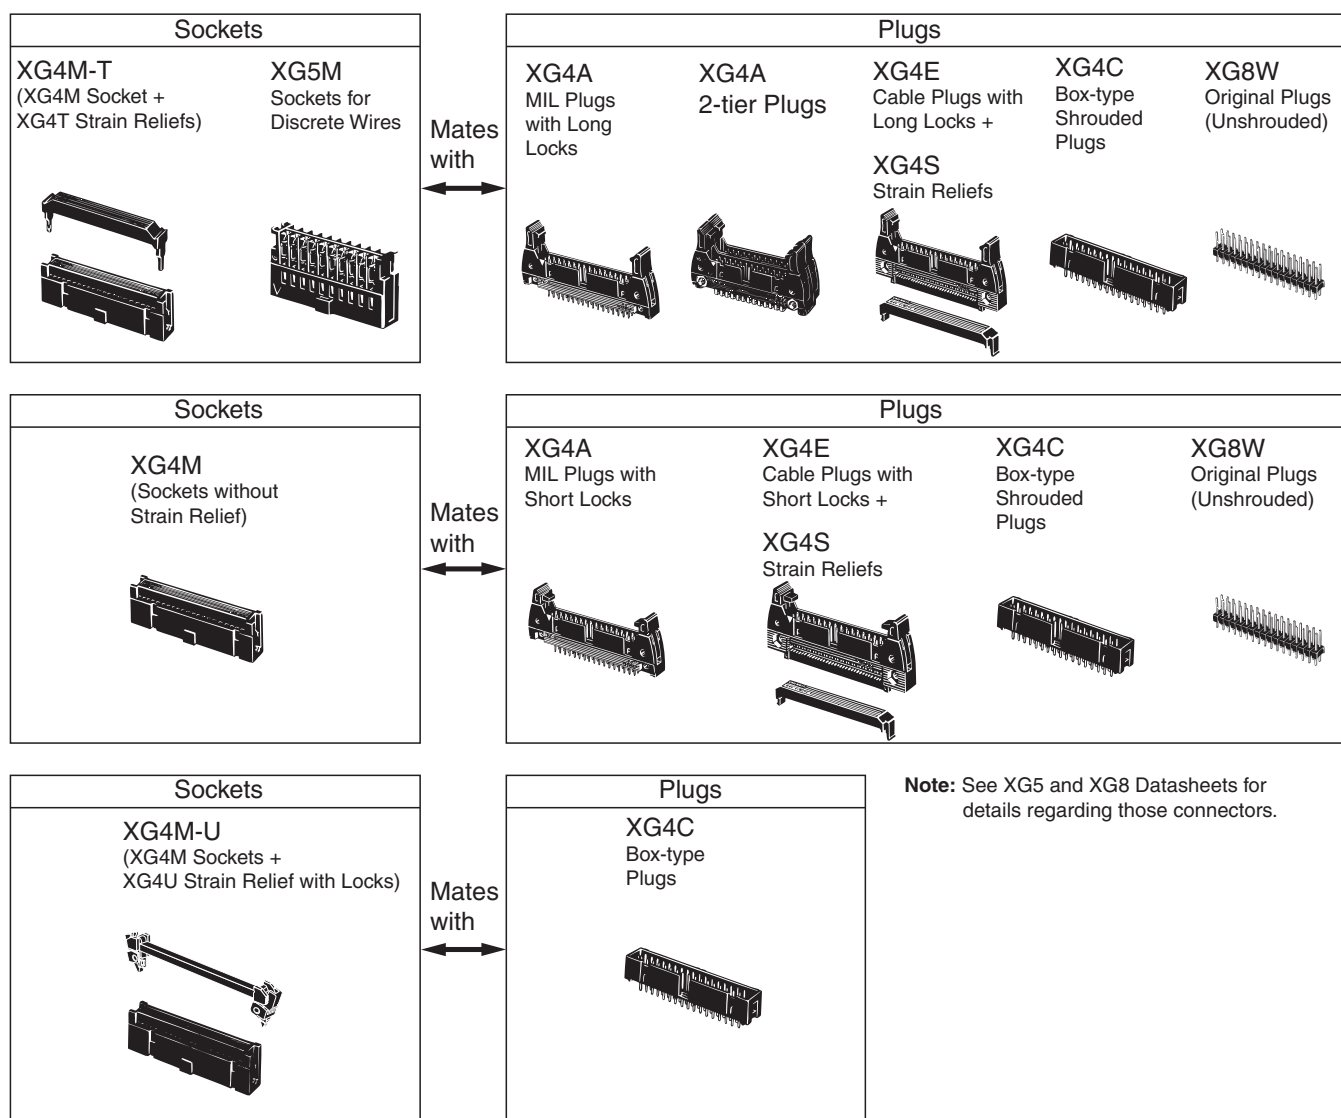 Sockets
XG4M-T
(XG4M Socket +
XG4T Strain Reliefs)
XG5M
Sockets for
Discrete Wires
Mates
with
Plugs
XG4A
MIL Plugs
with Long
Locks
XG4A
2-tier Plugs
XG4E
Cable Plugs with
Long Locks +
XG4S
Strain Reliefs
XG4C
Box-type
Shrouded
Plugs
XG8W
Original Plugs
(Unshrouded)
Sockets
XG4M
(Sockets without
Strain Relief)
Mates
with
Plugs
XG4A
MIL Plugs with
Short Locks
XG4E
Cable Plugs with
Short Locks +
XG4S
Strain Reliefs
XG4C
Box-type
Shrouded
Plugs
XG8W
Original Plugs
(Unshrouded)
Sockets
XG4M-U
(XG4M Sockets +
XG4U Strain Relief with Locks)
Mates
with
Plugs
XG4C
Box-type
Plugs
Note: See XG5 and XG8 Datasheets for
details regarding those connectors.